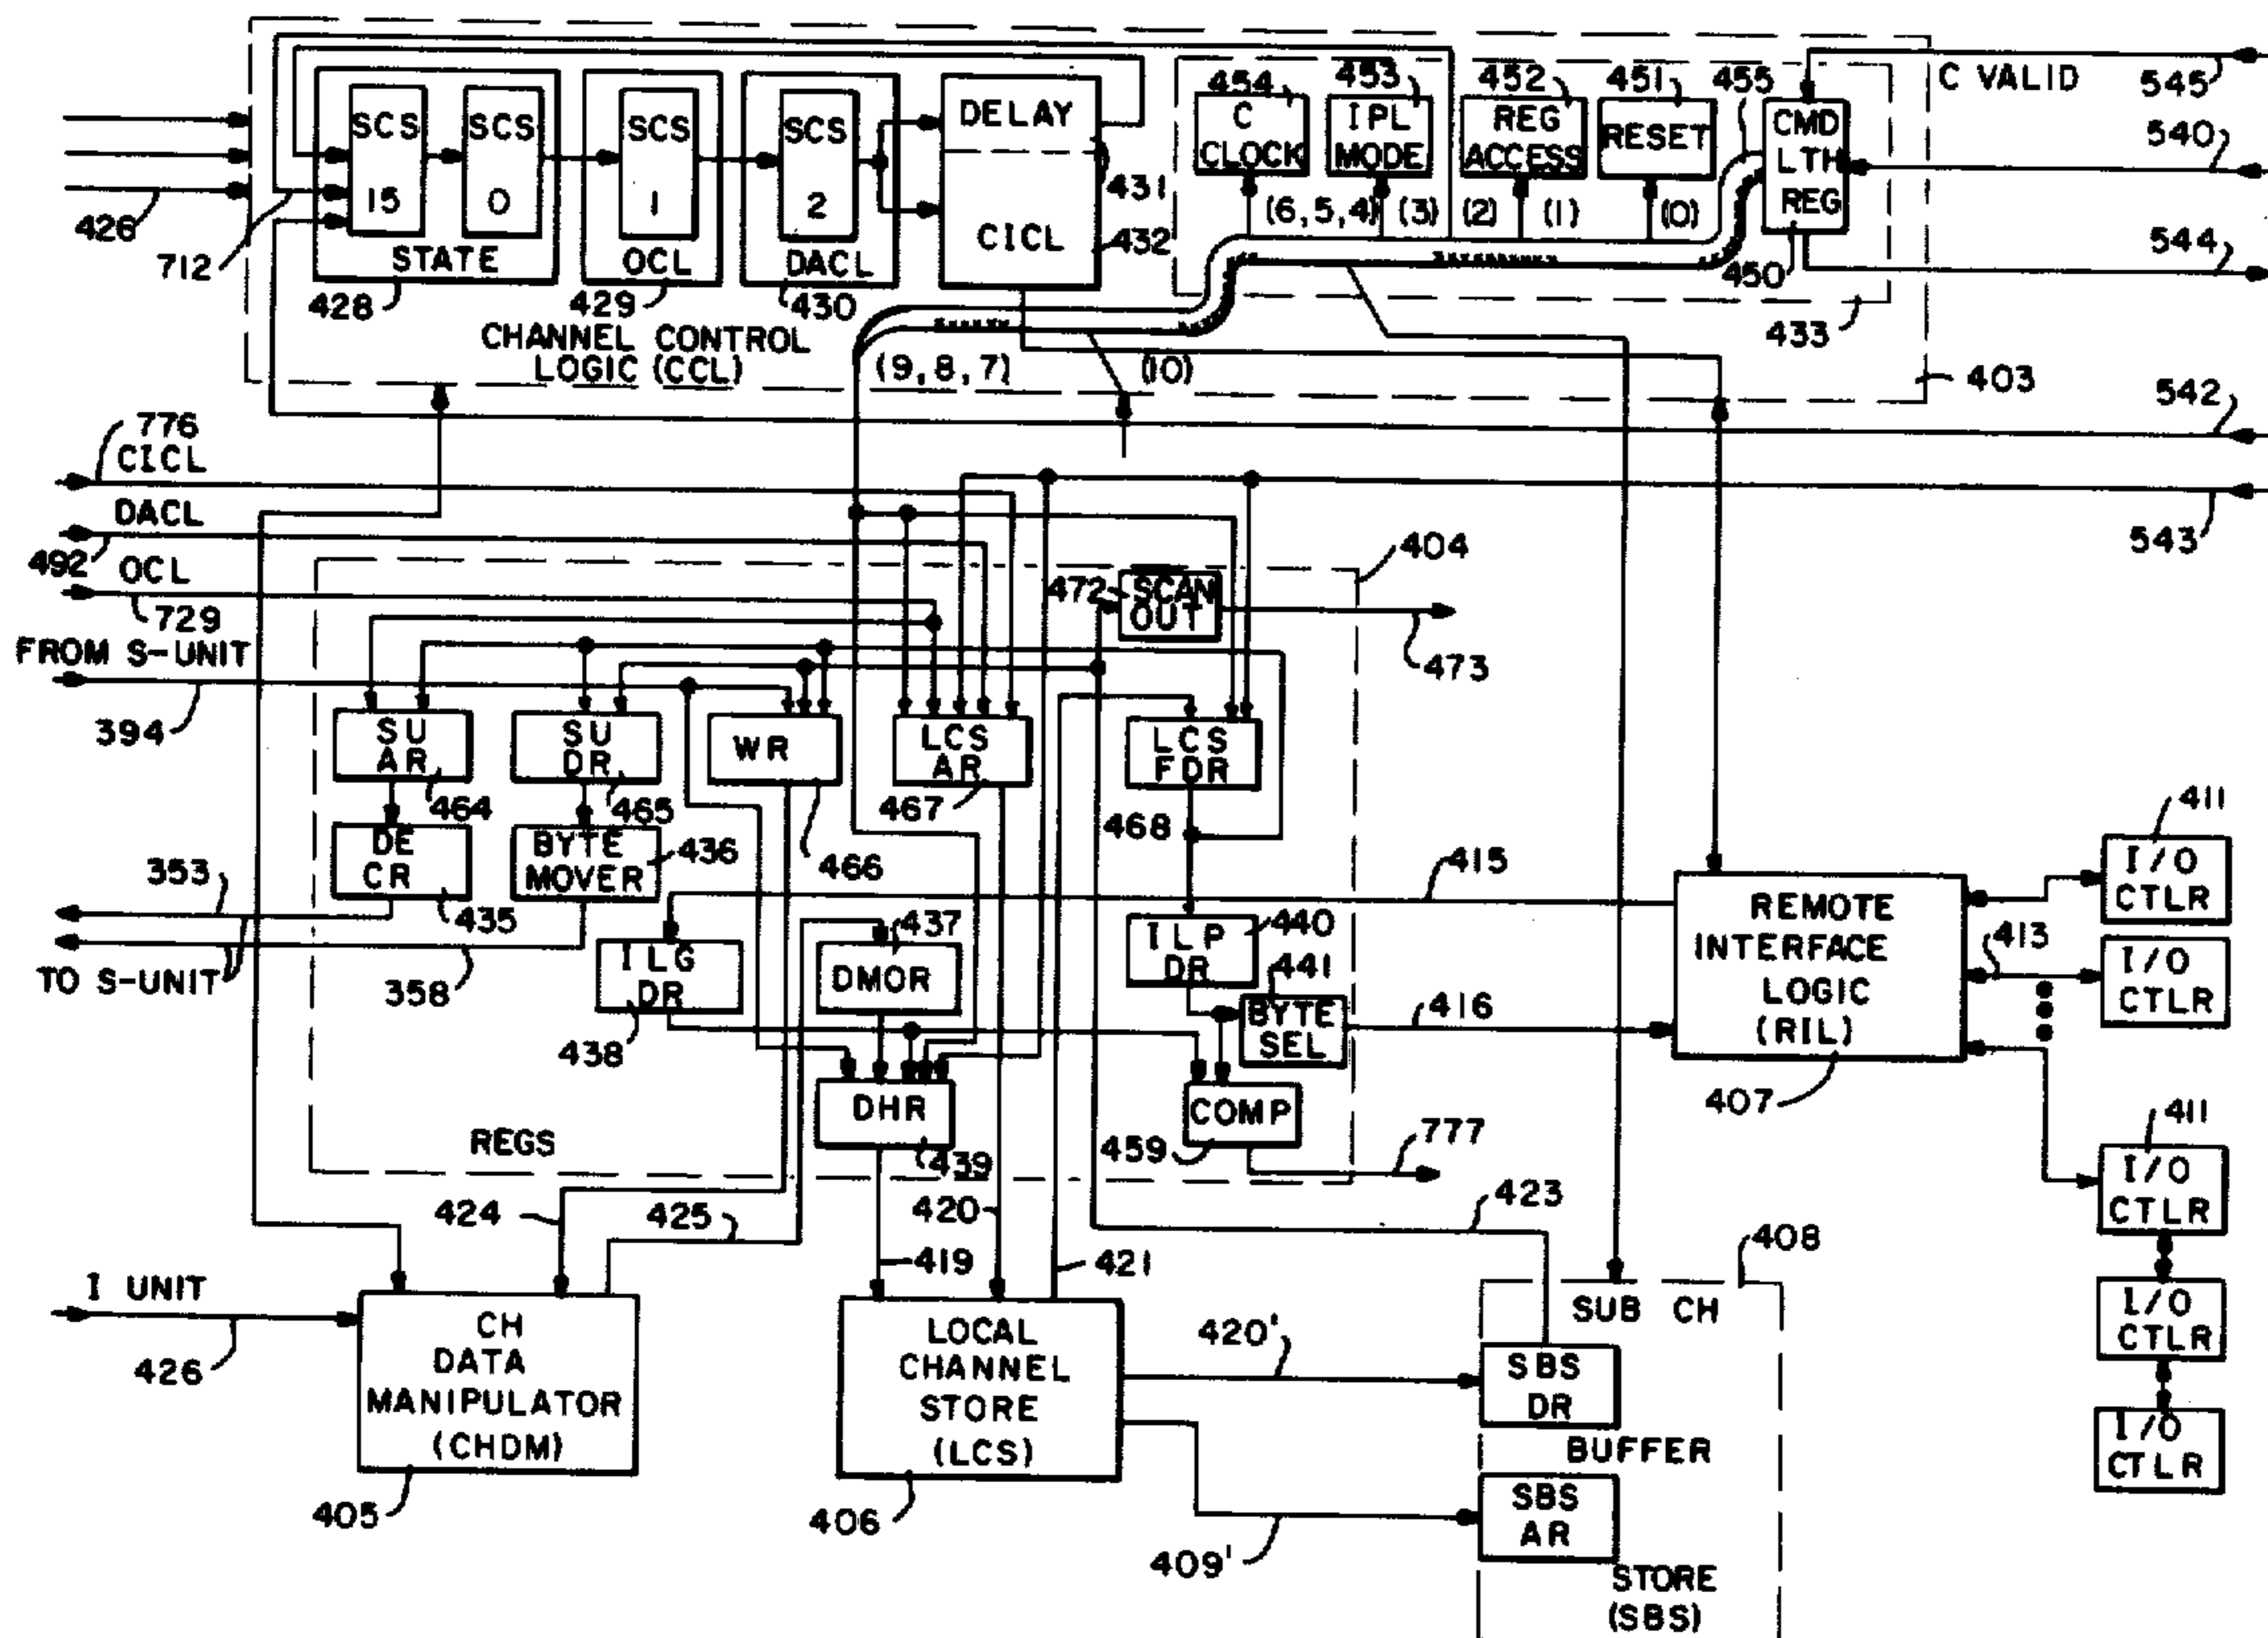 454
453
452
451
455
C VALID
545
540
544
DELAY
431
CICL
432
C
CLOCK
IPL
MODE
REG
ACCESS
RESET
CMD
LTH
REG
450
433
(6,5,4)
(3)
(2)
(1)
(0)
SCS
15
SCS
0
STATE
428
SCS
1
OCL
429
SCS
2
DACL
430
426
712
CHANNEL CONTROL
LOGIC (CCL)
(9,8,7)
(10)
403
542
776
CICL
DACL
492
OCL
729
543
404
472
SCAN
OUT
473
FROM S-UNIT
394
SU
AR
464
SU
DR
465
WR
466
LCS
AR
467
LCS
FDR
468
DE
CR
435
BYTE
MOVER
436
353
TO S-UNIT
358
415
ILG
DR
438
437
DMOR
ILP
DR
440
441
BYTE
SEL
416
DHR
439
COMP
459
777
REGS
REMOTE
INTERFACE
LOGIC
(RIL)
407
413
411
I/O
CTLR
I/O
CTLR
411
I/O
CTLR
I/O
CTLR
I/O
CTLR
424
425
420
419
421
423
408
I UNIT
426
CH
DATA
MANIPULATOR
(CHDM)
405
LOCAL
CHANNEL
STORE
(LCS)
406
420'
409'
SUB CH
SBS
DR
BUFFER
SBS
AR
STORE
(SBS)